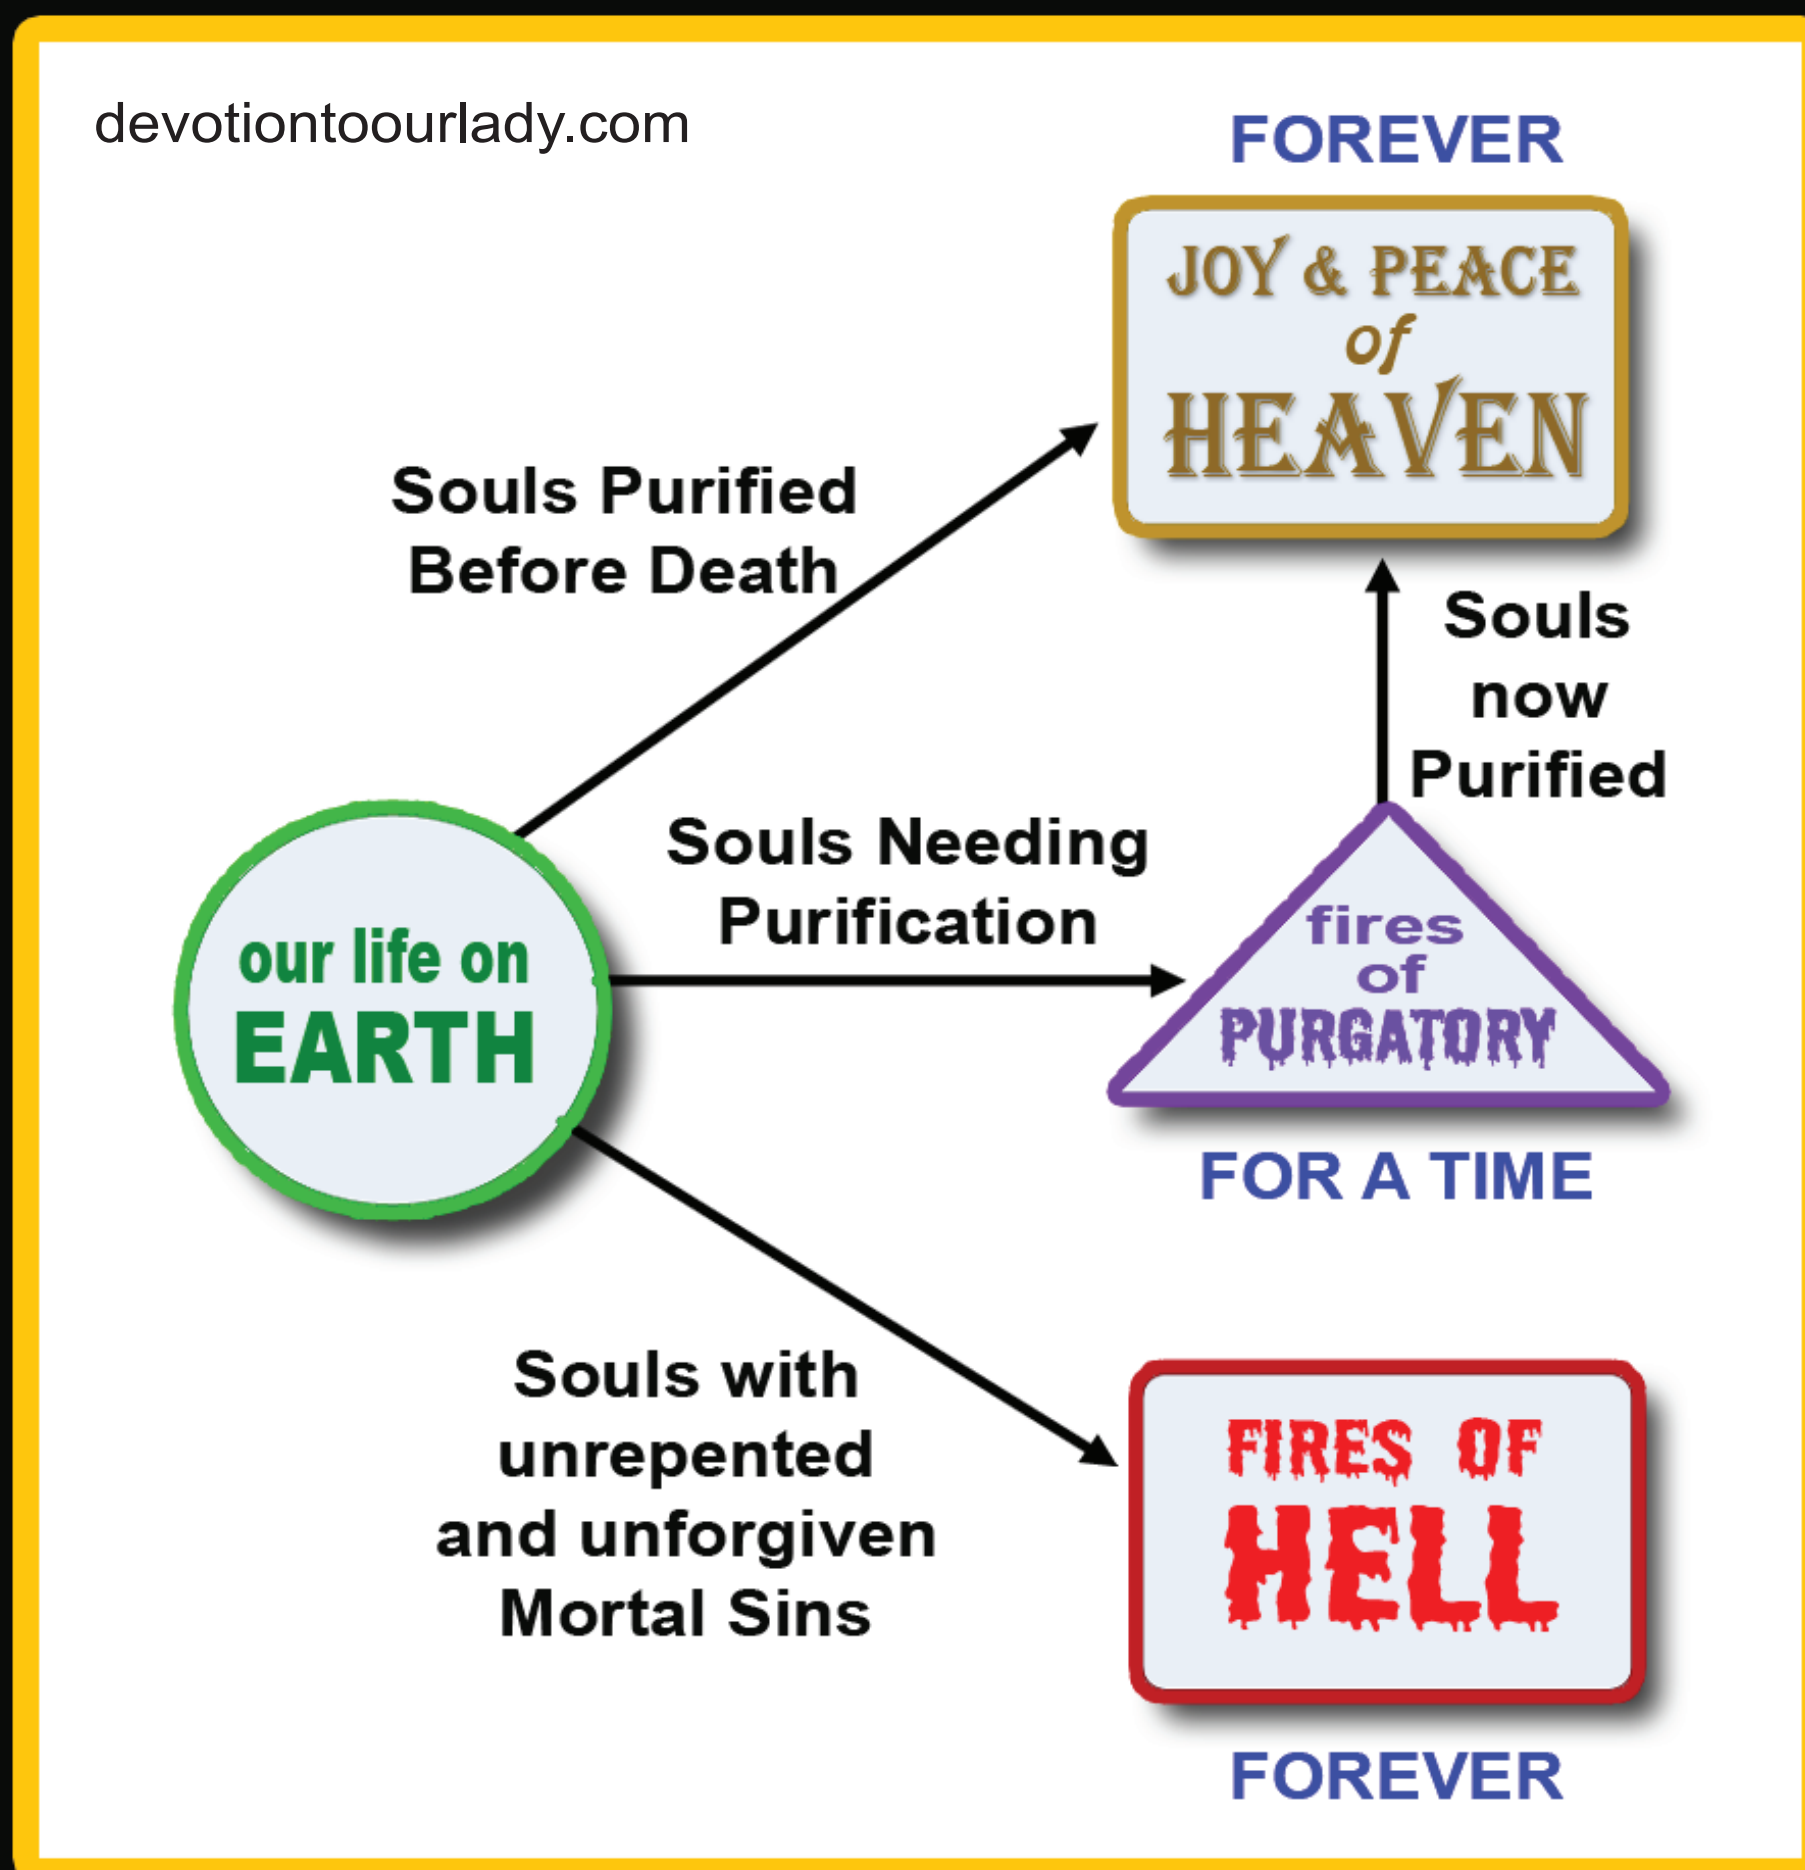 devotiontoourlady.com
FOREVER
JOY & PEACE
of
HEAVEN
Souls Purified
Before Death
Souls
now
Purified
Souls Needing
Purification
our life on
EARTH
fires
of
PURGATORY
FOR A TIME
Souls with
unrepented
and unforgiven
Mortal Sins
FIRES OF
HELL
FOREVER